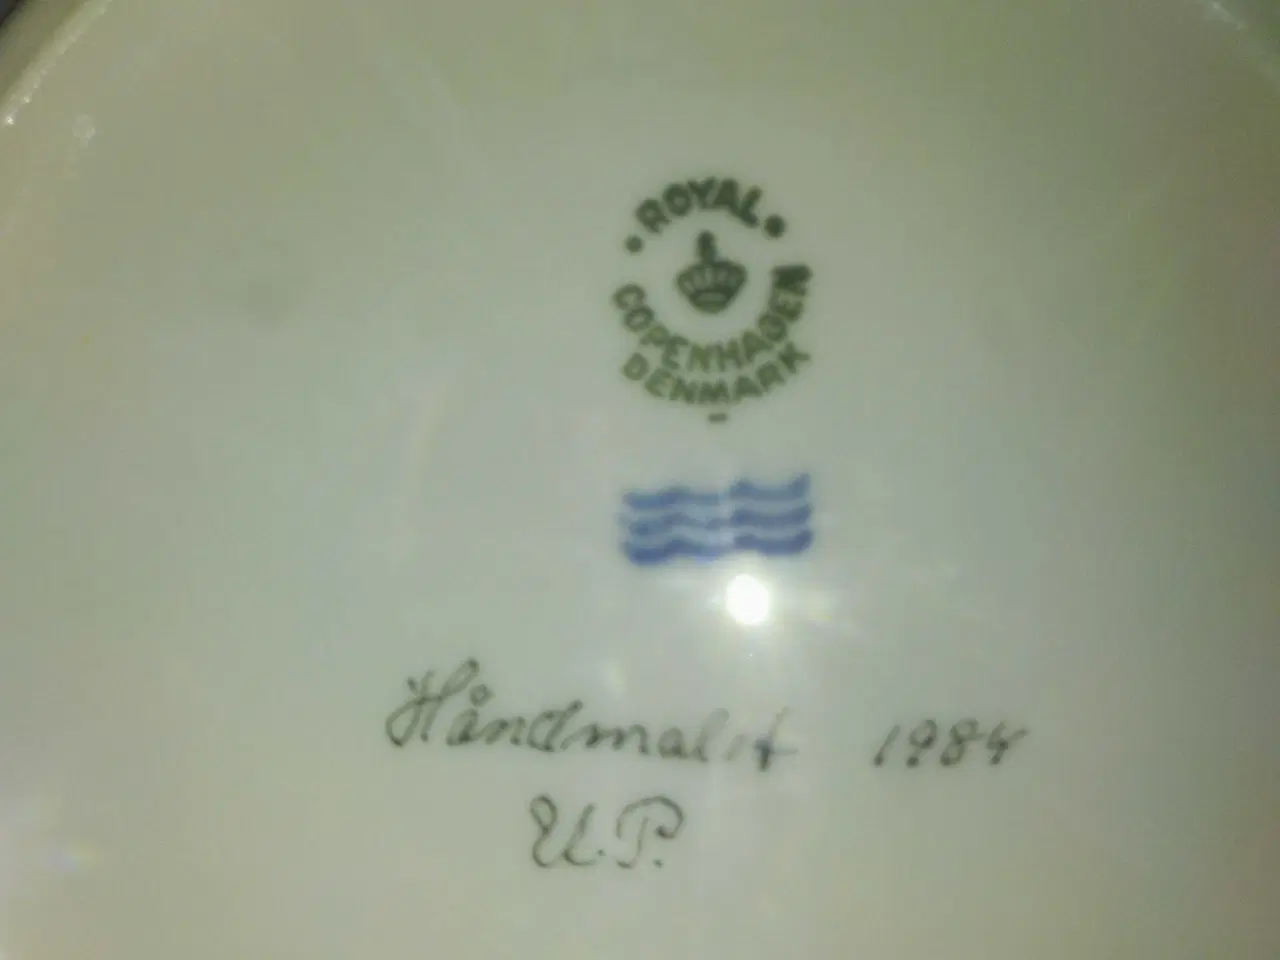 ROYAL
COPENHAGEN
DENMARK
Håndmalet 1984
U.P.